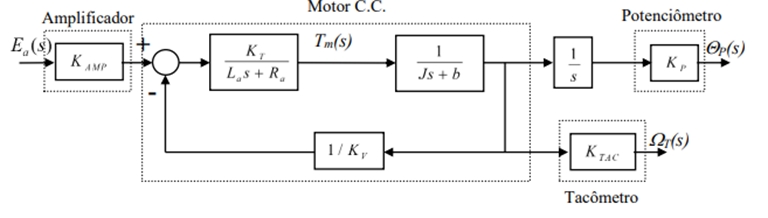 Motor C.C.
Amplificador
Potenciômetro
E_a(s)
K_AMP
+
-
K_T
L_a s + R_a
T_m(s)
1
Js + b
1
s
K_P
Θ_P(s)
1 / K_V
K_TAC
Ω_T(s)
Tacômetro